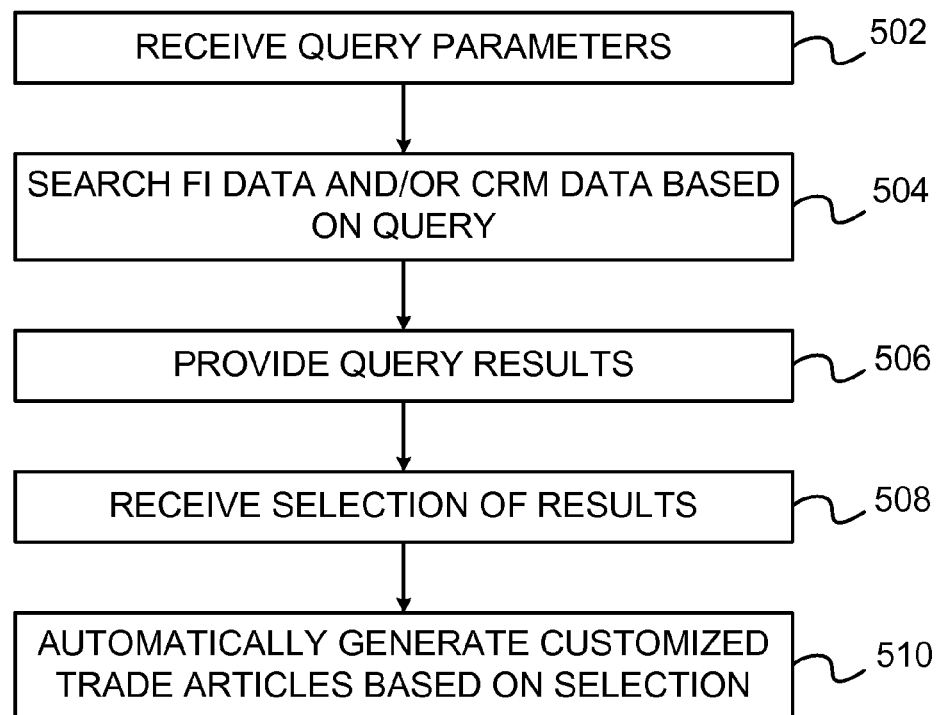 RECEIVE QUERY PARAMETERS
502
SEARCH FI DATA AND/OR CRM DATA BASED
ON QUERY
504
PROVIDE QUERY RESULTS
506
RECEIVE SELECTION OF RESULTS
508
AUTOMATICALLY GENERATE CUSTOMIZED
TRADE ARTICLES BASED ON SELECTION
510